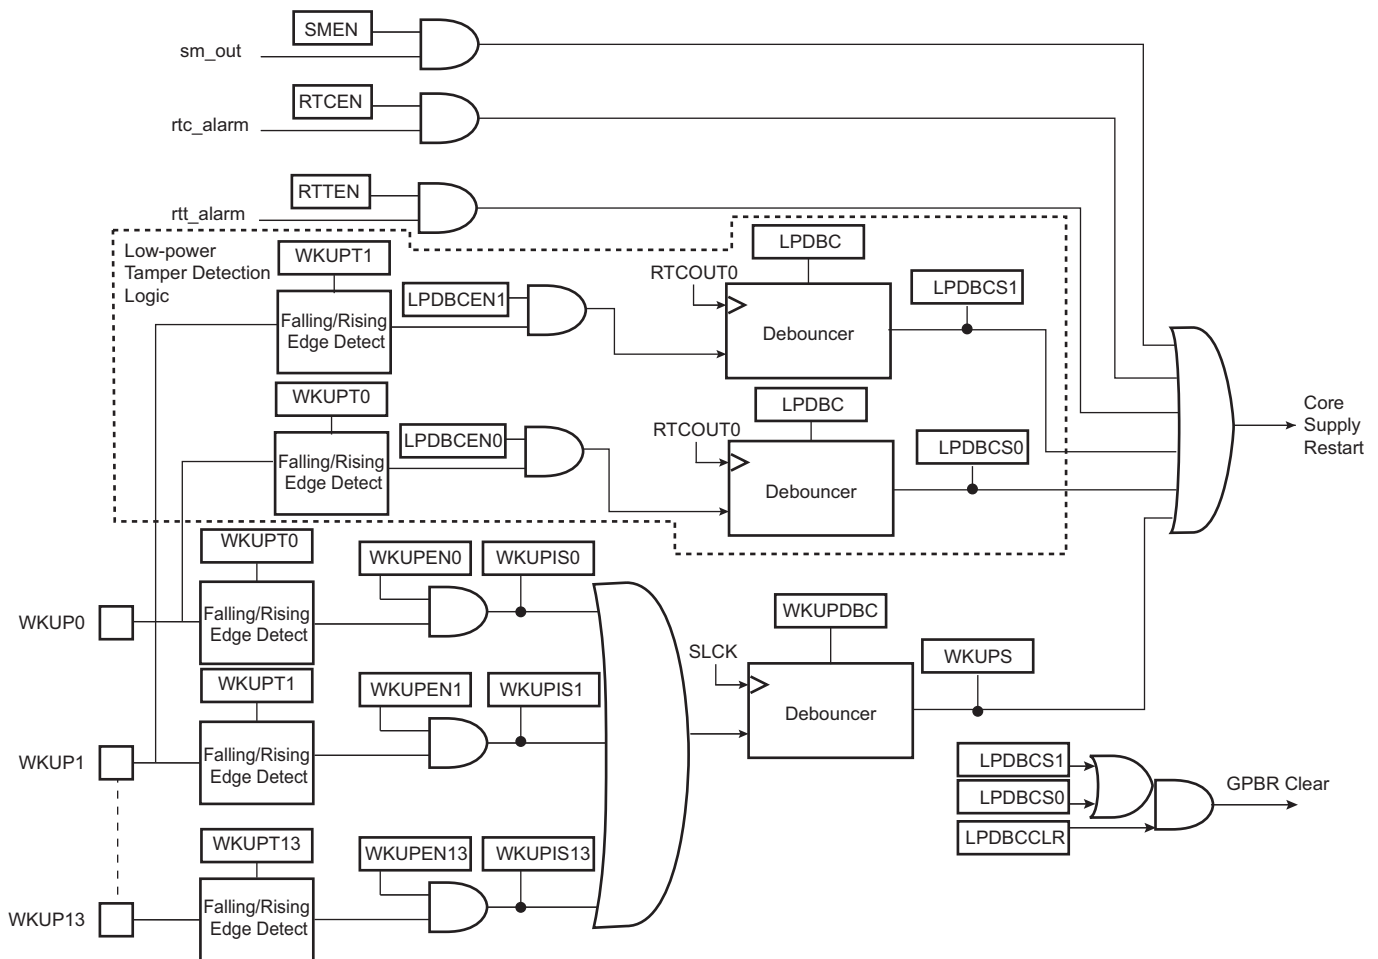 SMEN
sm_out
RTCEN
rtc_alarm
RTTEN
rtt_alarm
Low-power
Tamper Detection
Logic
WKUPT1
Falling/Rising
Edge Detect
LPDBCEN1
RTCOUT0
LPDBC
Debouncer
LPDBCS1
WKUPT0
Falling/Rising
Edge Detect
LPDBCEN0
RTCOUT0
LPDBC
Debouncer
LPDBCS0
Core
Supply
Restart
WKUPT0
WKUP0
Falling/Rising
Edge Detect
WKUPEN0
WKUPIS0
WKUPT1
WKUP1
Falling/Rising
Edge Detect
WKUPEN1
WKUPIS1
SLCK
WKUPDBC
Debouncer
WKUPS
WKUPT13
WKUP13
Falling/Rising
Edge Detect
WKUPEN13
WKUPIS13
LPDBCS1
LPDBCS0
LPDBCCLR
GPBR Clear